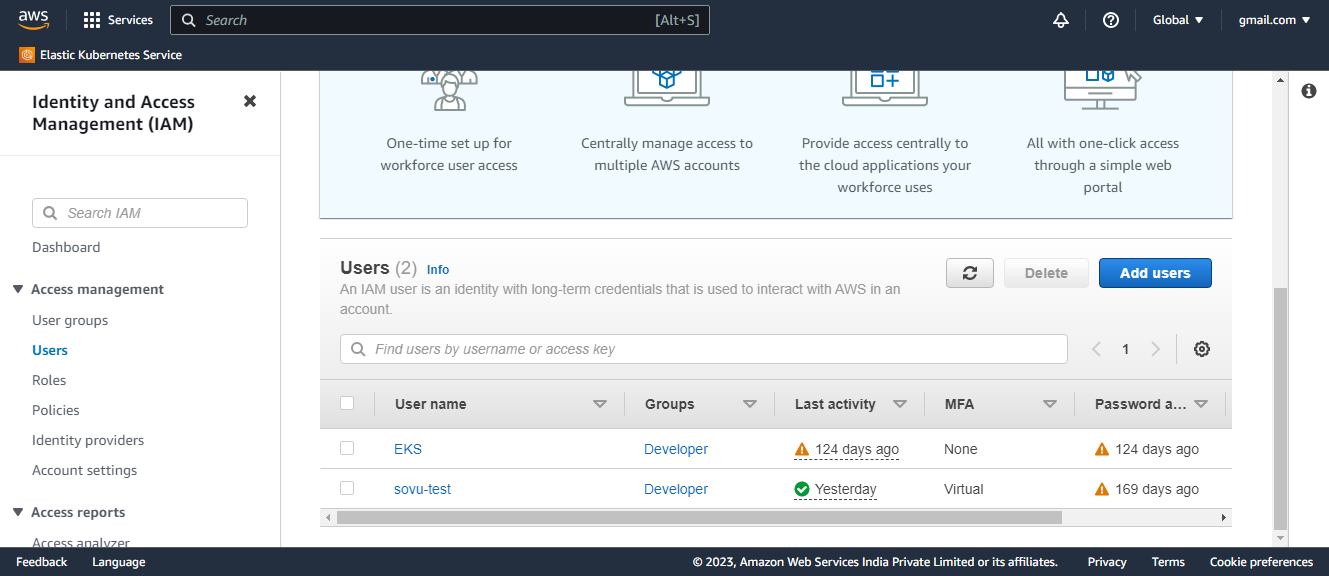 aws
Services
Search
[Alt+S]
Global
gmail.com
Elastic Kubernetes Service
Identity and Access
Management (IAM)
Search IAM
Dashboard
Access management
User groups
Users
Roles
Policies
Identity providers
Account settings
Access reports
Access analyzer
One-time set up for
workforce user access
Centrally manage access to
multiple AWS accounts
Provide access centrally to
the cloud applications your
workforce uses
All with one-click access
through a simple web
portal
Users (2) Info
An IAM user is an identity with long-term credentials that is used to interact with AWS in an
account.
Delete
Add users
Find users by username or access key
1
User name Groups Last activity MFA Password a...
EKS Developer 124 days ago None 124 days ago
sovu-test Developer Yesterday Virtual 169 days ago
Feedback Language © 2023, Amazon Web Services India Private Limited or its affiliates. Privacy Terms Cookie preferences